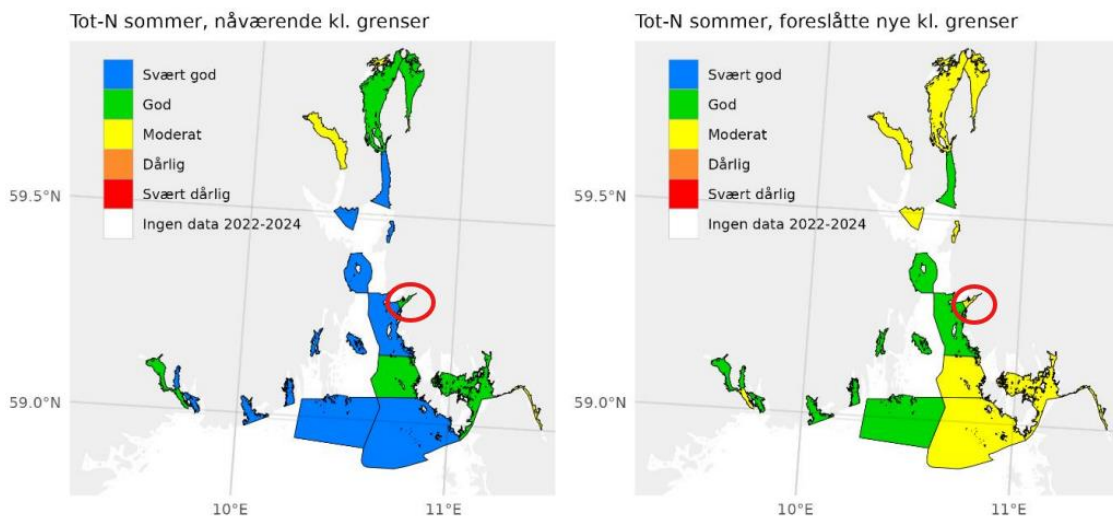 Tot-N sommer, nåværende kl. grenser
Svært god
God
Moderat
Dårlig
Svært dårlig
Ingen data 2022-2024
59.5°N
59.0°N
10°E
11°E
Tot-N sommer, foreslåtte nye kl. grenser
Svært god
God
Moderat
Dårlig
Svært dårlig
Ingen data 2022-2024
59.5°N
59.0°N
10°E
11°E